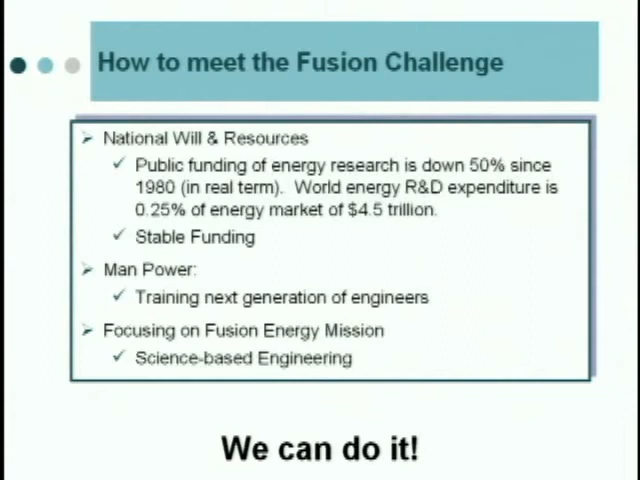 How to meet the Fusion Challenge
National Will & Resources
Public funding of energy research is down 50% since
1980 (in real term). World energy R&D expenditure is
0.25% of energy market of $4.5 trillion.
Stable Funding
Man Power:
Training next generation of engineers
Focusing on Fusion Energy Mission
Science-based Engineering
We can do it!